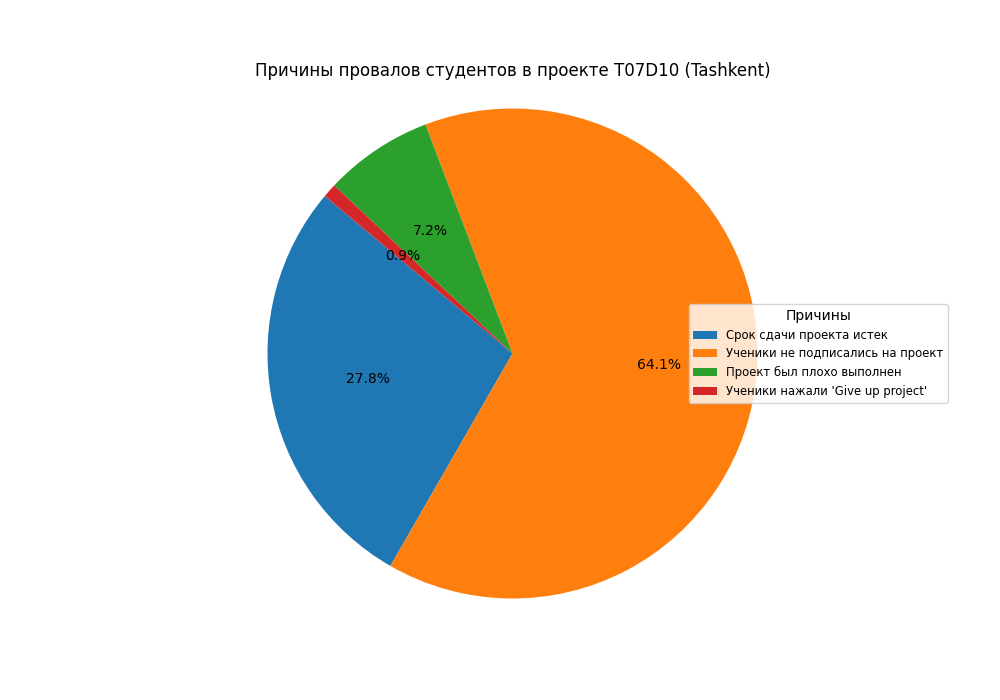 Причины провалов студентов в проекте T07D10 (Tashkent)
7.2%
0.9%
27.8%
64.1%
Причины
Срок сдачи проекта истек
Ученики не подписались на проект
Проект был плохо выполнен
Ученики нажали 'Give up project'